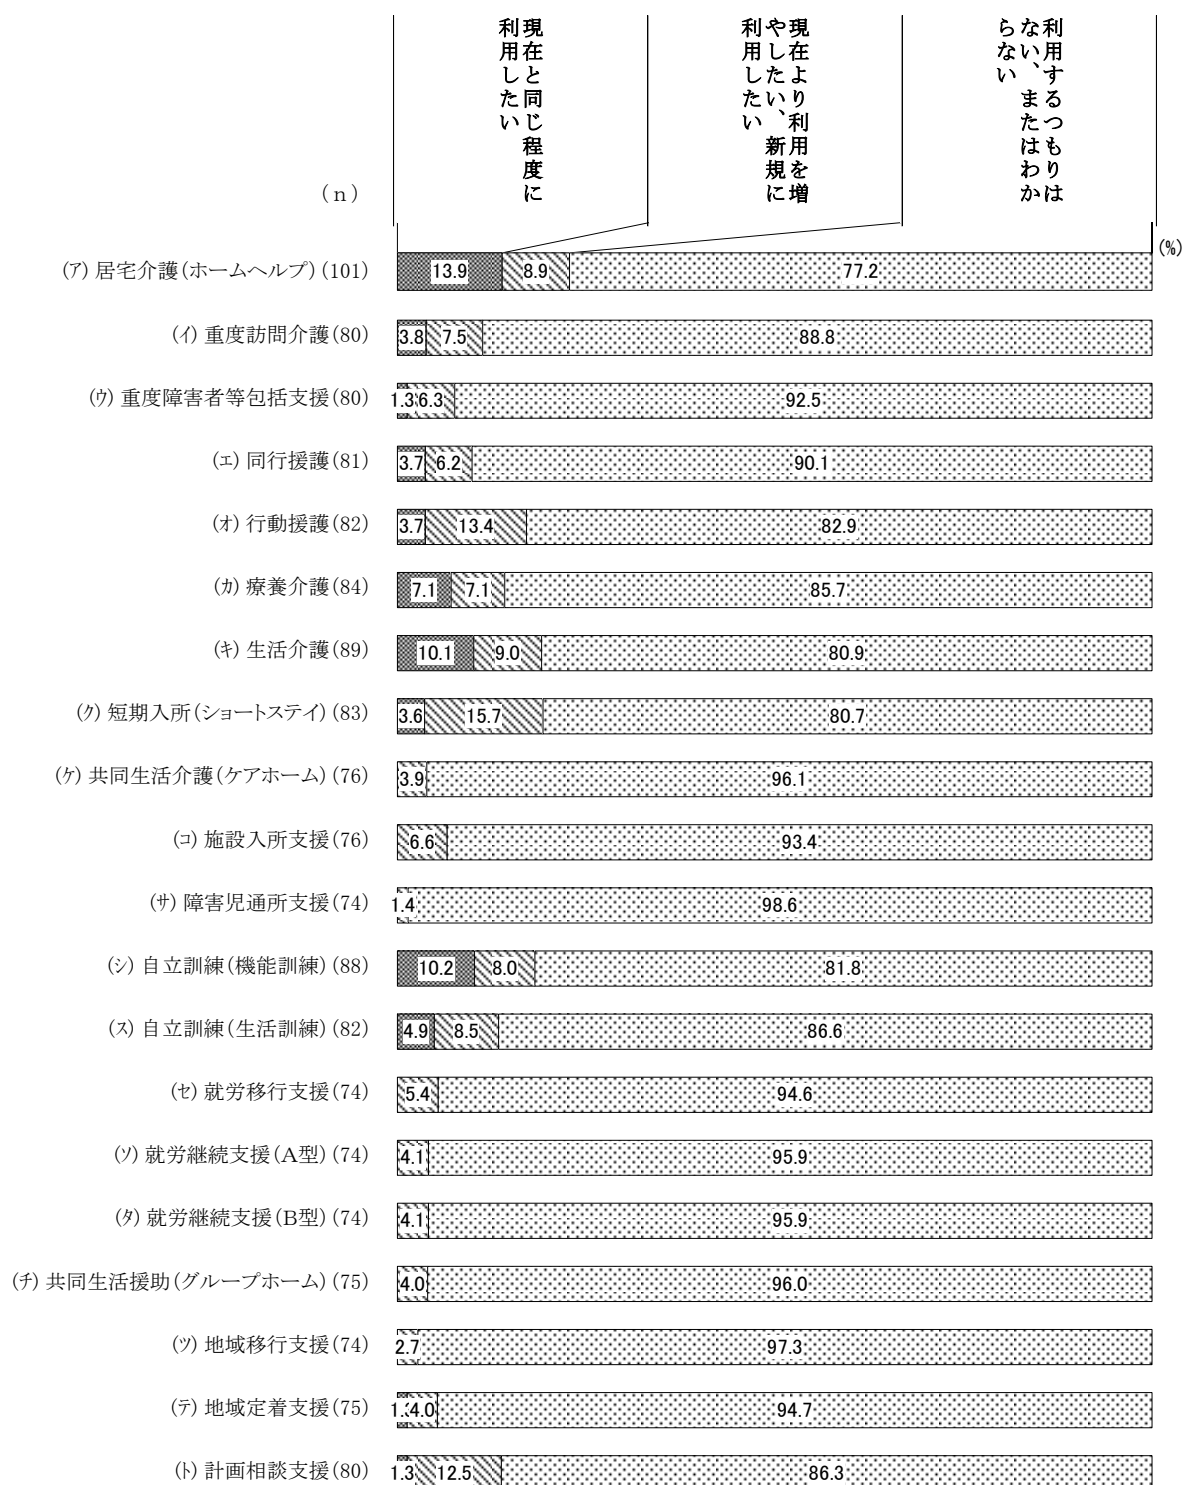 現在と同じ程度に
利用したい
現在より利用を増
やしたい、新規に
利用したい
利用するつもりは
ない、またはわか
らない
（ｎ）
(%)
(ｱ) 居宅介護(ホームヘルプ) (101)
13.9 8.9 77.2
(ｲ) 重度訪問介護(80)
3.8 7.5 88.8
(ｳ) 重度障害者等包括支援(80)
1.3 6.3 92.5
(ｴ) 同行援護(81)
3.7 6.2 90.1
(ｵ) 行動援護(82)
3.7 13.4 82.9
(ｶ) 療養介護(84)
7.1 7.1 85.7
(ｷ) 生活介護(89)
10.1 9.0 80.9
(ｸ) 短期入所(ショートステイ) (83)
3.6 15.7 80.7
(ｹ) 共同生活介護(ケアホーム) (76)
3.9 96.1
(ｺ) 施設入所支援(76)
6.6 93.4
(ｻ) 障害児通所支援(74)
1.4 98.6
(ｼ) 自立訓練(機能訓練) (88)
10.2 8.0 81.8
(ｽ) 自立訓練(生活訓練) (82)
4.9 8.5 86.6
(ｾ) 就労移行支援(74)
5.4 94.6
(ｿ) 就労継続支援(Ａ型) (74)
4.1 95.9
(ﾀ) 就労継続支援(Ｂ型) (74)
4.1 95.9
(ﾁ) 共同生活援助(グループホーム) (75)
4.0 96.0
(ﾂ) 地域移行支援(74)
2.7 97.3
(ﾃ) 地域定着支援(75)
4.0 94.7
(ﾄ) 計画相談支援(80)
1.3 12.5 86.3